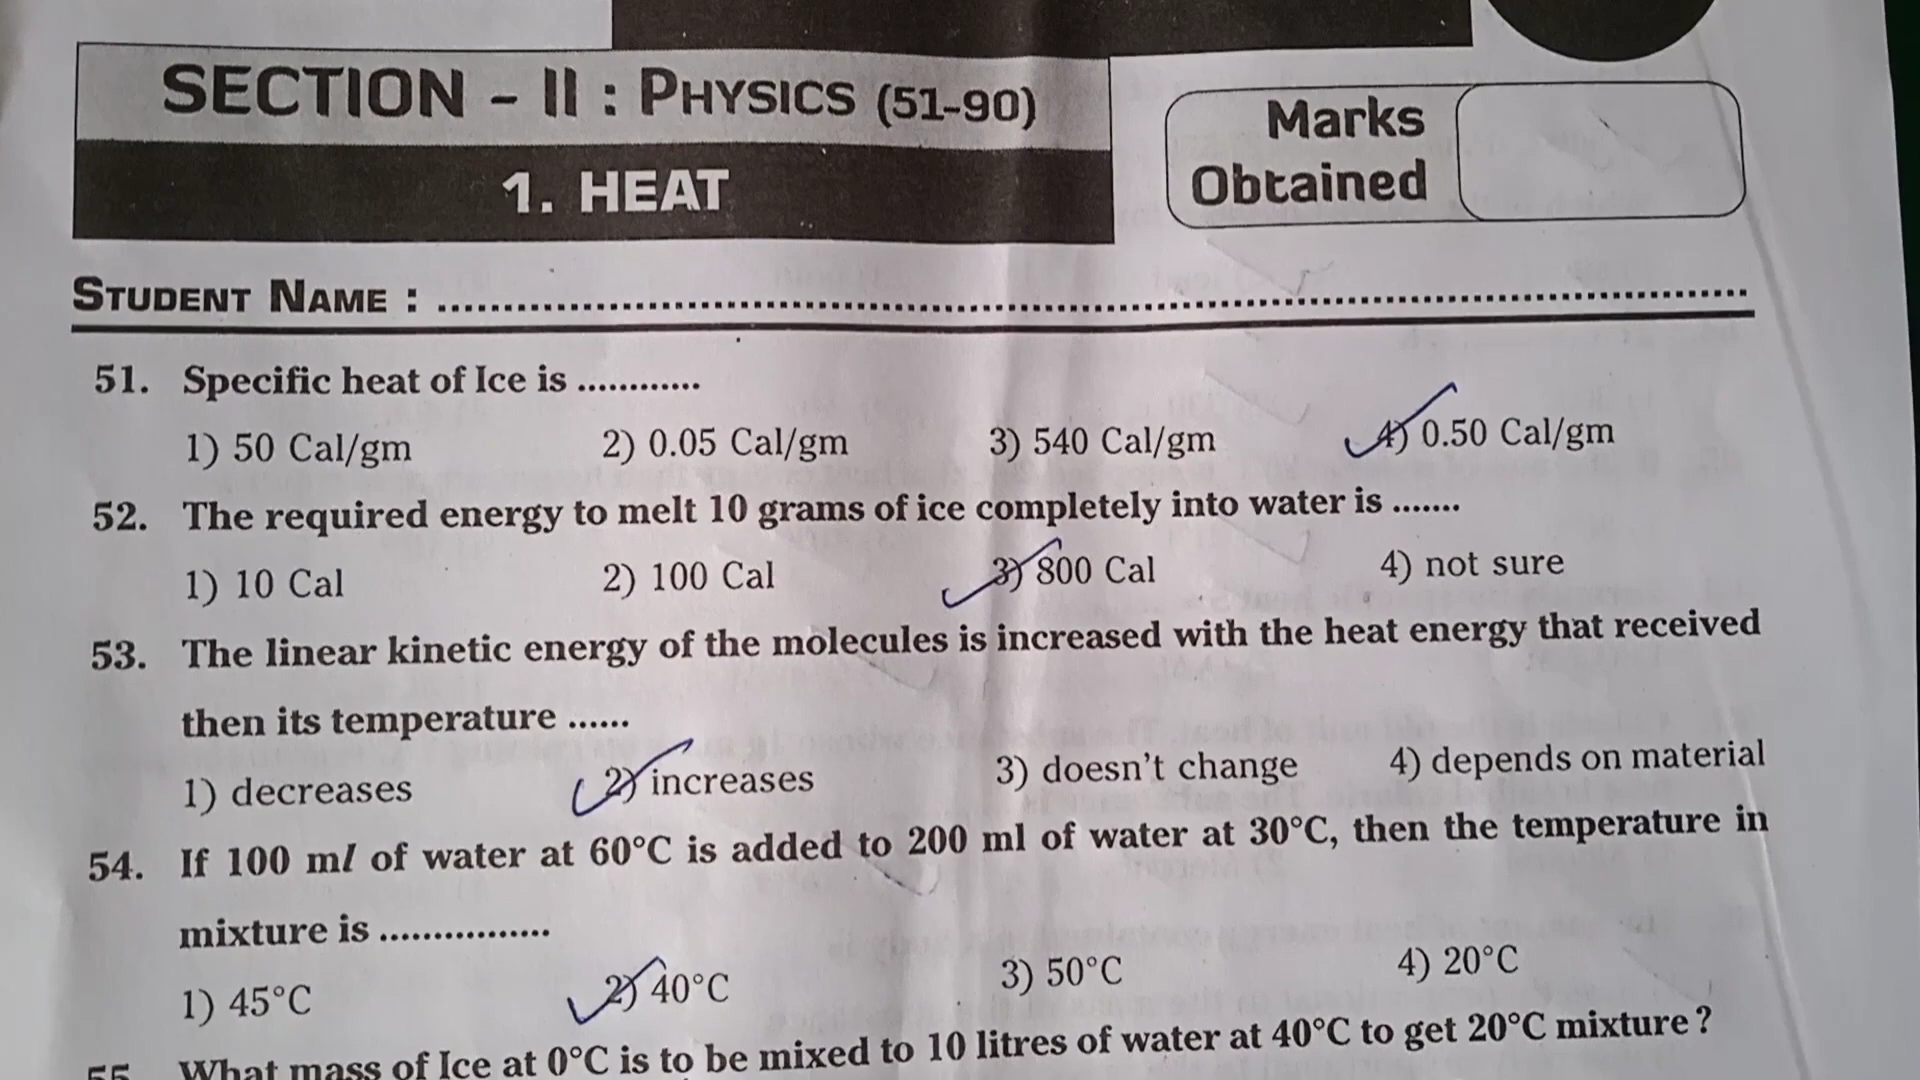 SECTION - II : PHYSICS (51-90)
1. HEAT
Marks
Obtained
STUDENT NAME : ............................................................
51. Specific heat of Ice is ............
1) 50 Cal/gm 2) 0.05 Cal/gm 3) 540 Cal/gm 4) 0.50 Cal/gm
52. The required energy to melt 10 grams of ice completely into water is .......
1) 10 Cal 2) 100 Cal 3) 800 Cal 4) not sure
53. The linear kinetic energy of the molecules is increased with the heat energy that received
then its temperature ......
1) decreases 2) increases 3) doesn't change 4) depends on material
54. If 100 ml of water at 60°C is added to 200 ml of water at 30°C, then the temperature in
mixture is ................
1) 45°C 2) 40°C 3) 50°C 4) 20°C
55. What mass of Ice at 0°C is to be mixed to 10 litres of water at 40°C to get 20°C mixture ?